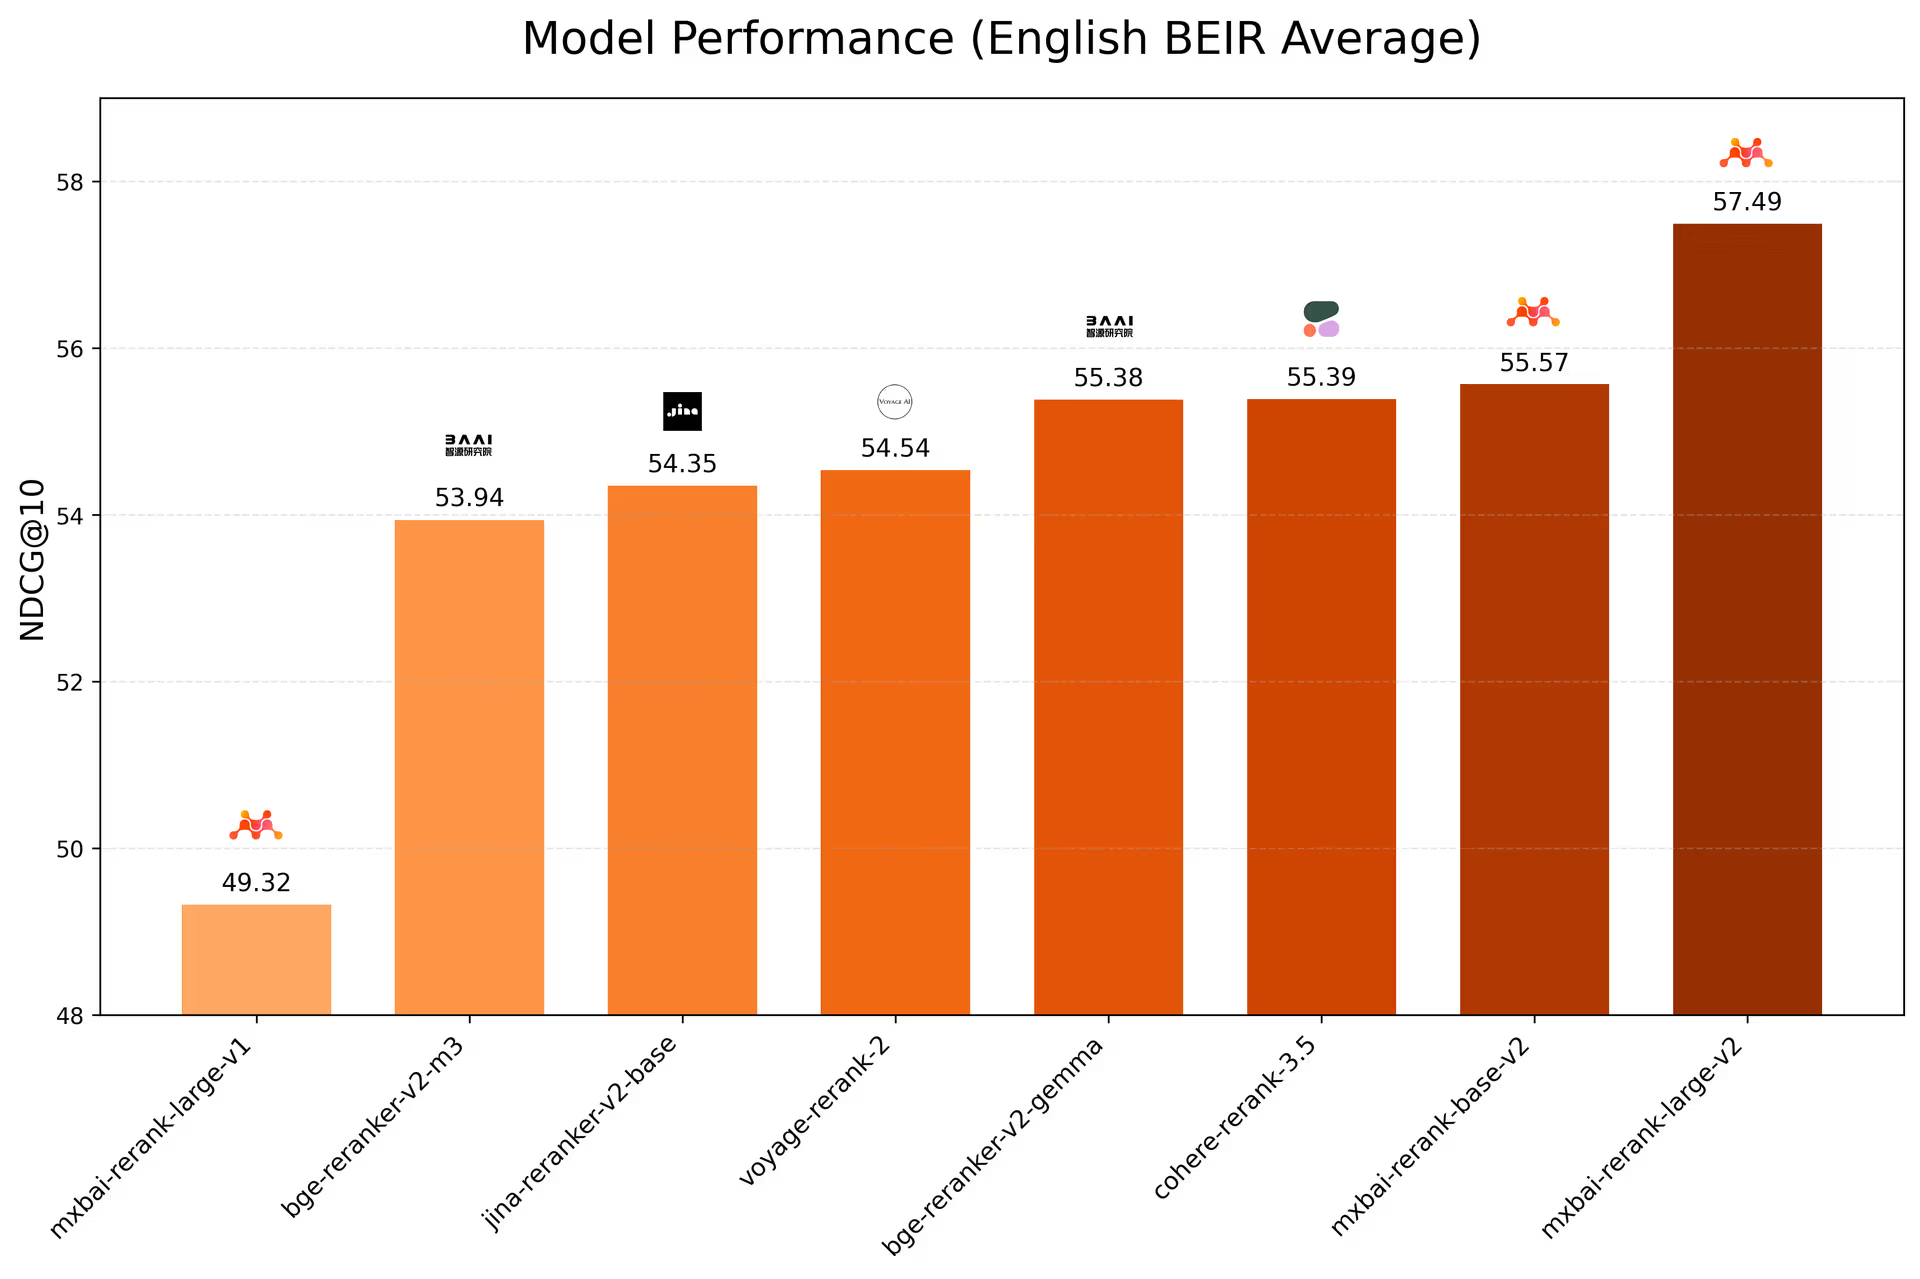 Model Performance (English BEIR Average)
NDCG@10
58
56
54
52
50
48
49.32
BAAI
智源研究院
53.94
.jina
54.35
VOYAGE AI
54.54
BAAI
智源研究院
55.38
55.39
55.57
57.49
mxbai-rerank-large-v1
bge-reranker-v2-m3
jina-reranker-v2-base
voyage-rerank-2
bge-reranker-v2-gemma
cohere-rerank-3.5
mxbai-rerank-base-v2
mxbai-rerank-large-v2